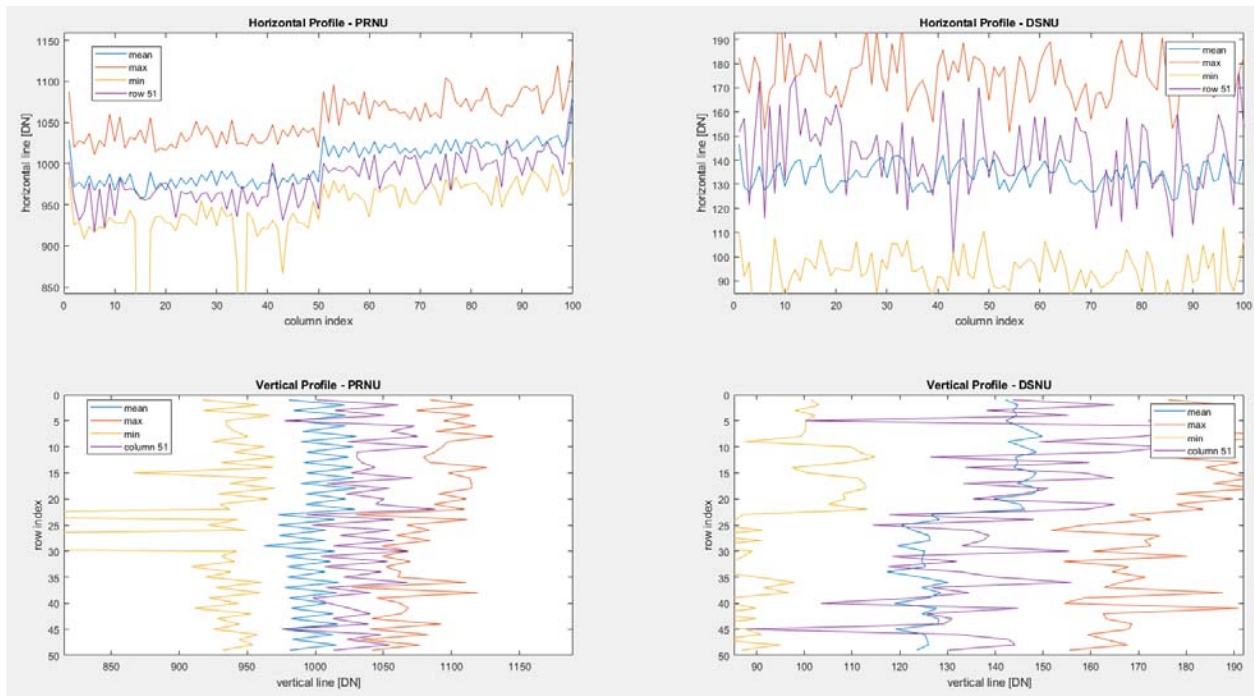 Horizontal Profile - PRNU
horizontal line [DN]
1150
1100
1050
1000
950
900
850
mean
max
min
row 51
0 10 20 30 40 50 60 70 80 90 100
column index
Horizontal Profile - DSNU
horizontal line [DN]
190
180
170
160
150
140
130
120
110
100
90
mean
max
min
row 51
0 10 20 30 40 50 60 70 80 90 100
column index
Vertical Profile - PRNU
row index
0
5
10
15
20
25
30
35
40
45
50
mean
max
min
column 51
850 900 950 1000 1050 1100 1150
vertical line [DN]
Vertical Profile - DSNU
row index
0
5
10
15
20
25
30
35
40
45
50
mean
max
min
column 51
90 100 110 120 130 140 150 160 170 180 190
vertical line [DN]